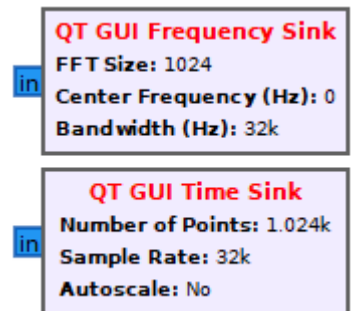 QT GUI Frequency Sink
FFT Size: 1024
in
Center Frequency (Hz): 0
Bandwidth (Hz): 32k
QT GUI Time Sink
Number of Points: 1.024k
in
Sample Rate: 32k
Autoscale: No